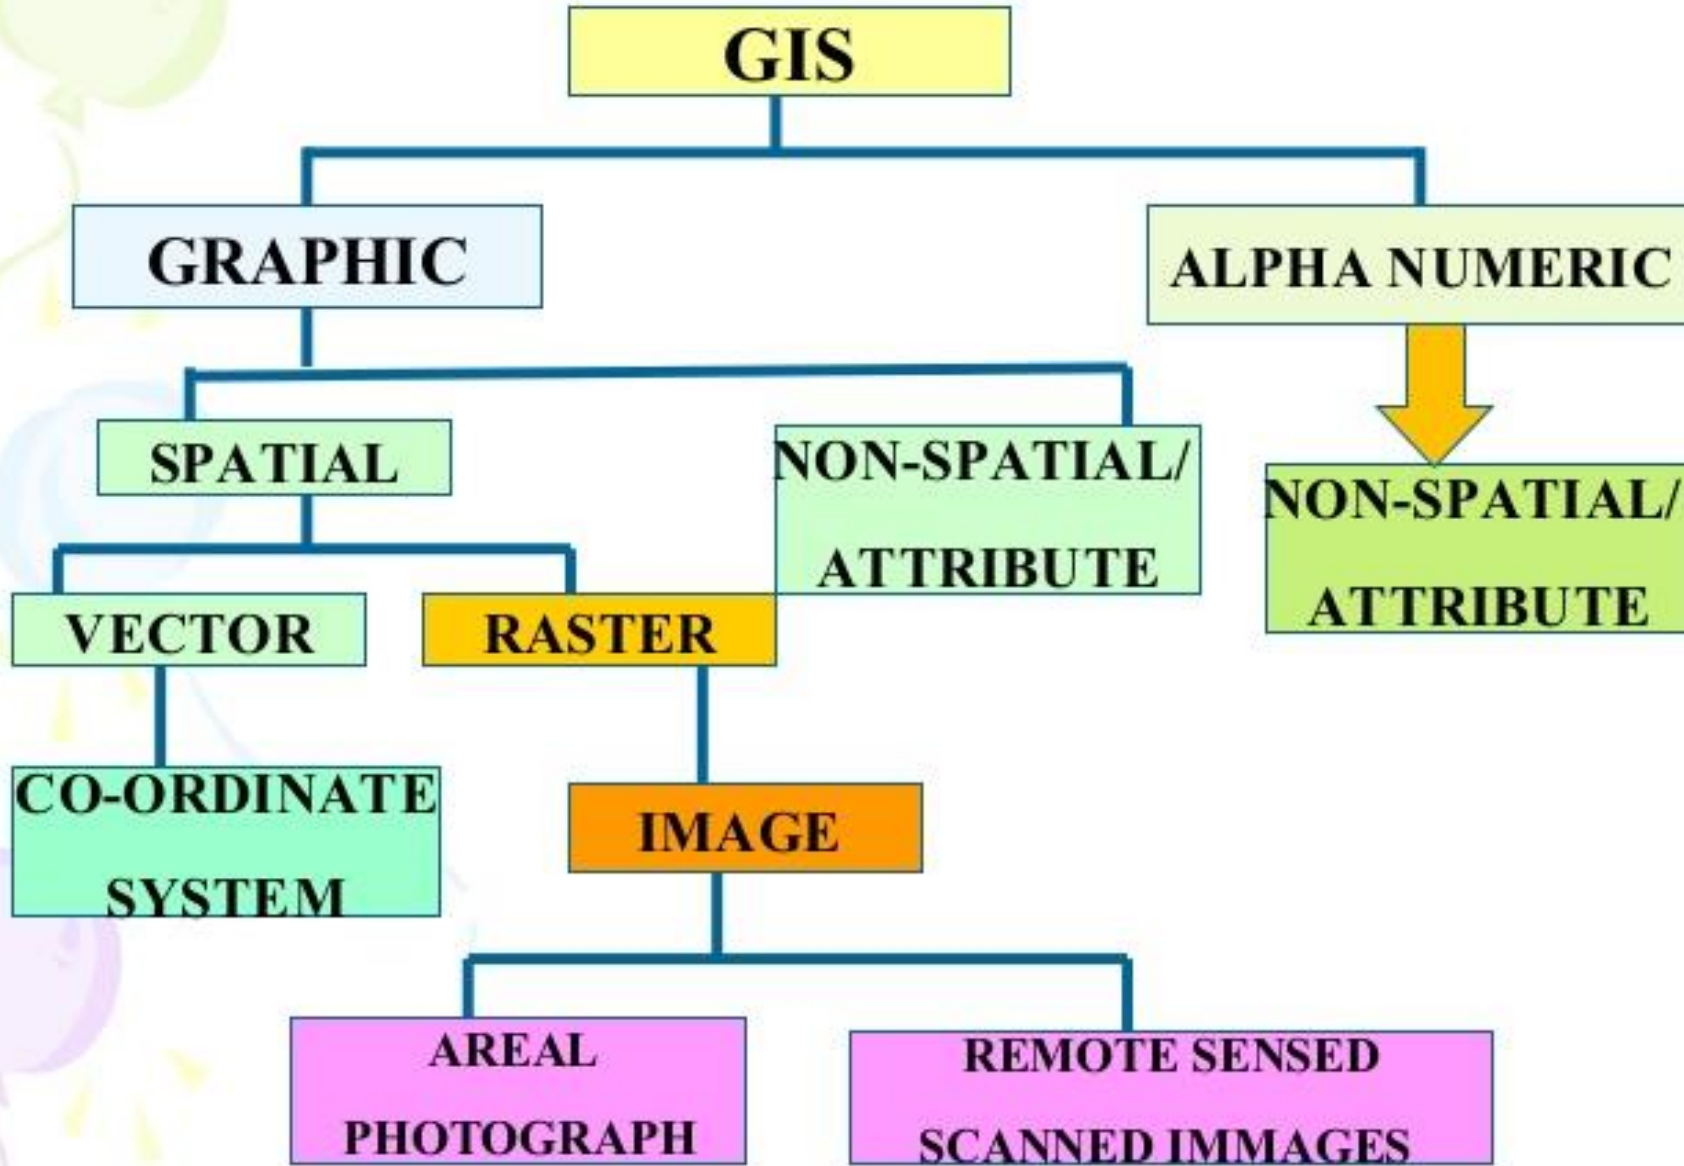 GIS
GRAPHIC
ALPHA NUMERIC
SPATIAL
NON-SPATIAL/
ATTRIBUTE
NON-SPATIAL/
ATTRIBUTE
VECTOR
RASTER
CO-ORDINATE
SYSTEM
IMAGE
AREAL
PHOTOGRAPH
REMOTE SENSED
SCANNED IMMAGES